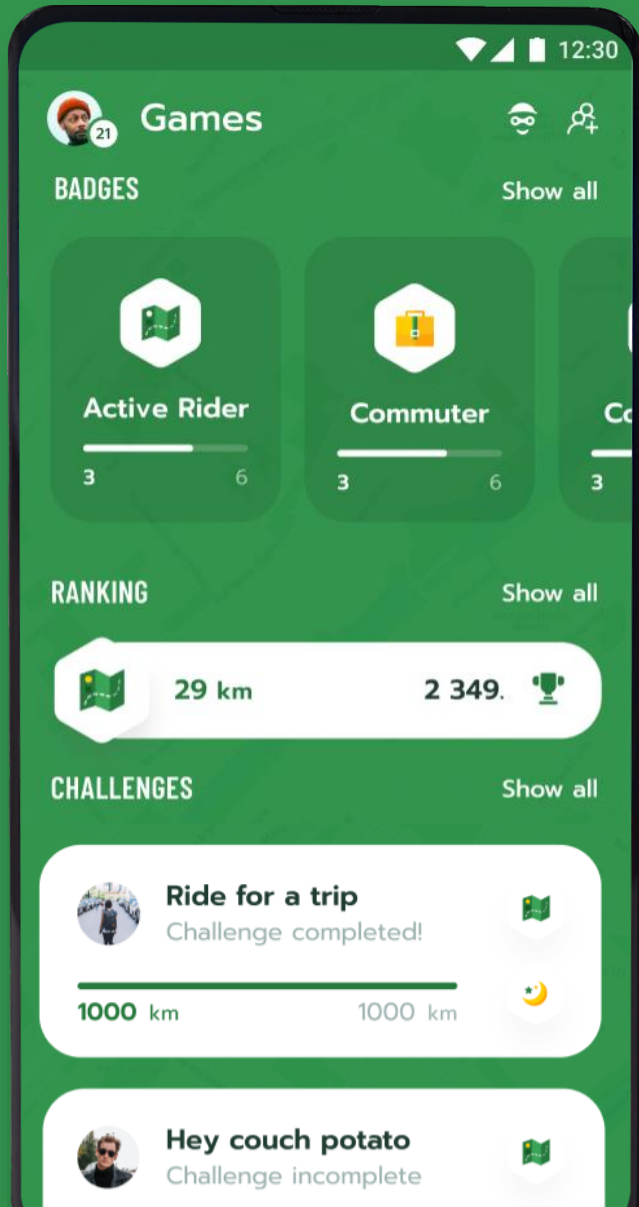 12:30
21
Games
BADGES
Show all
Active Rider
3
6
Commuter
3
6
3
RANKING
Show all
29 km
2 349.
CHALLENGES
Show all
Ride for a trip
Challenge completed!
1000 km
1000 km
Hey couch potato
Challenge incomplete